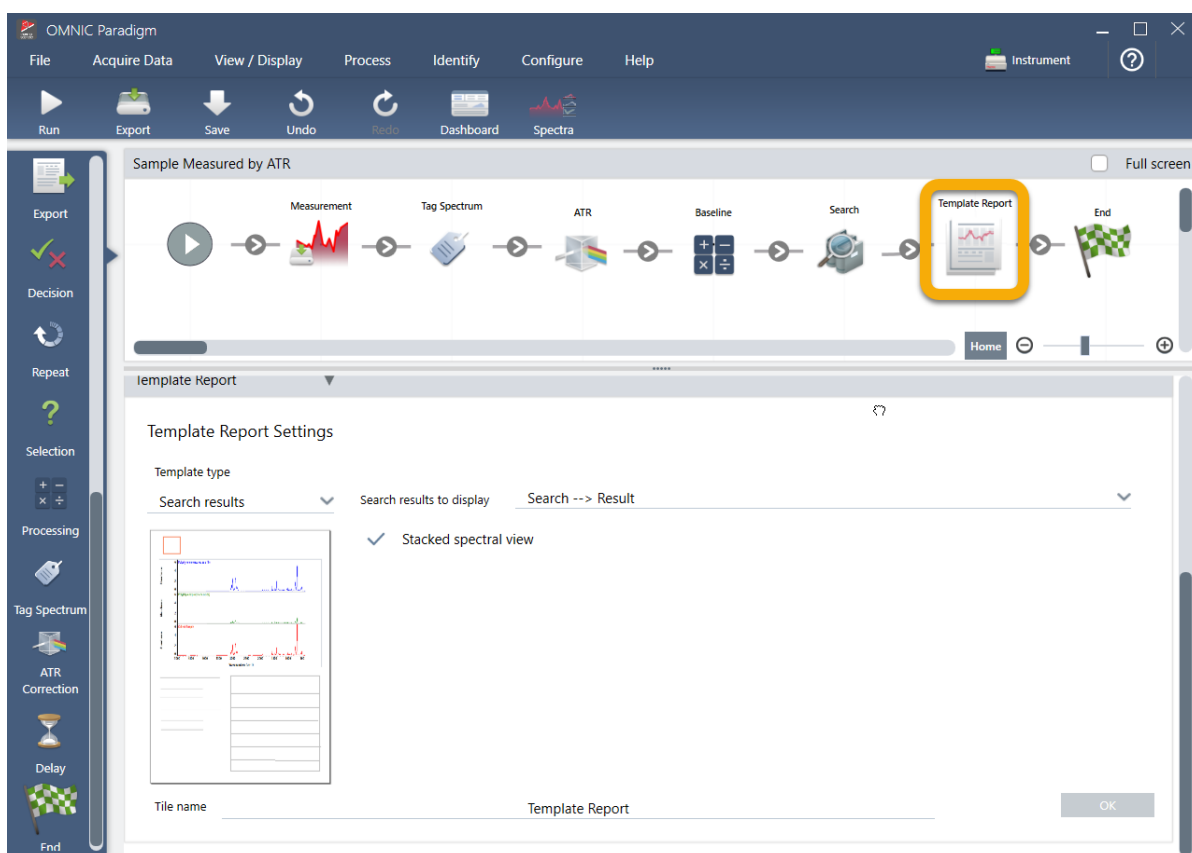 OMNIC Paradigm
File Acquire Data View / Display Process Identify Configure Help Instrument
Run Export Save Undo Redo Dashboard Spectra
Sample Measured by ATR Full screen
Export
Decision
Repeat
Selection
Processing
Tag Spectrum
ATR
Correction
Delay
End
Measurement Tag Spectrum ATR Baseline Search Template Report End
Home
Template Report
Template Report Settings
Template type
Search results
Search results to display Search --> Result
Stacked spectral view
Tile name Template Report
OK